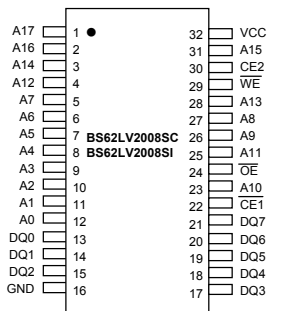 A17 1 32 VCC
A16 2 31 A15
A14 3 30 CE2
A12 4 29 W̅E̅
A7 5 28 A13
A6 6 27 A8
A5 7 BS62LV2008SC 26 A9
A4 8 BS62LV2008SI 25 A11
A3 9 24 O̅E̅
A2 10 23 A10
A1 11 22 C̅E̅1̅
A0 12 21 DQ7
DQ0 13 20 DQ6
DQ1 14 19 DQ5
DQ2 15 18 DQ4
GND 16 17 DQ3